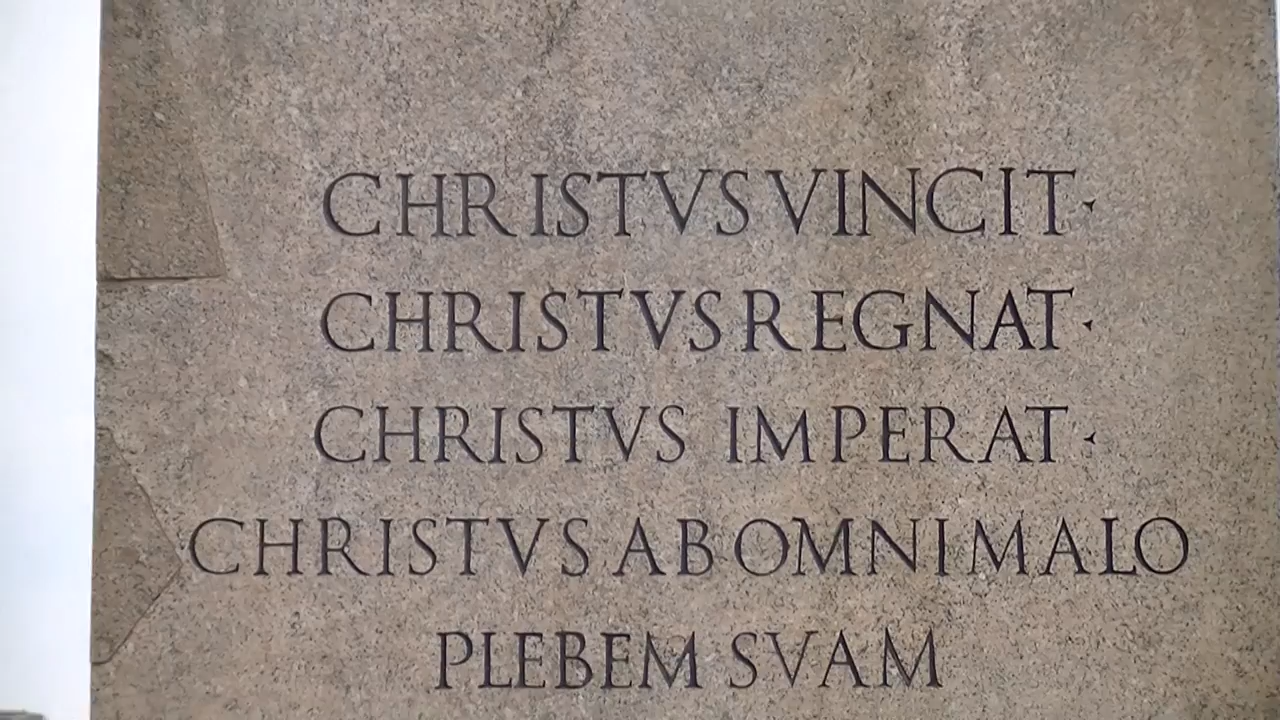 CHRISTVS VINCIT·
CHRISTVS REGNAT·
CHRISTVS IMPERAT·
CHRISTVS AB OMNI MALO
PLEBEM SVAM